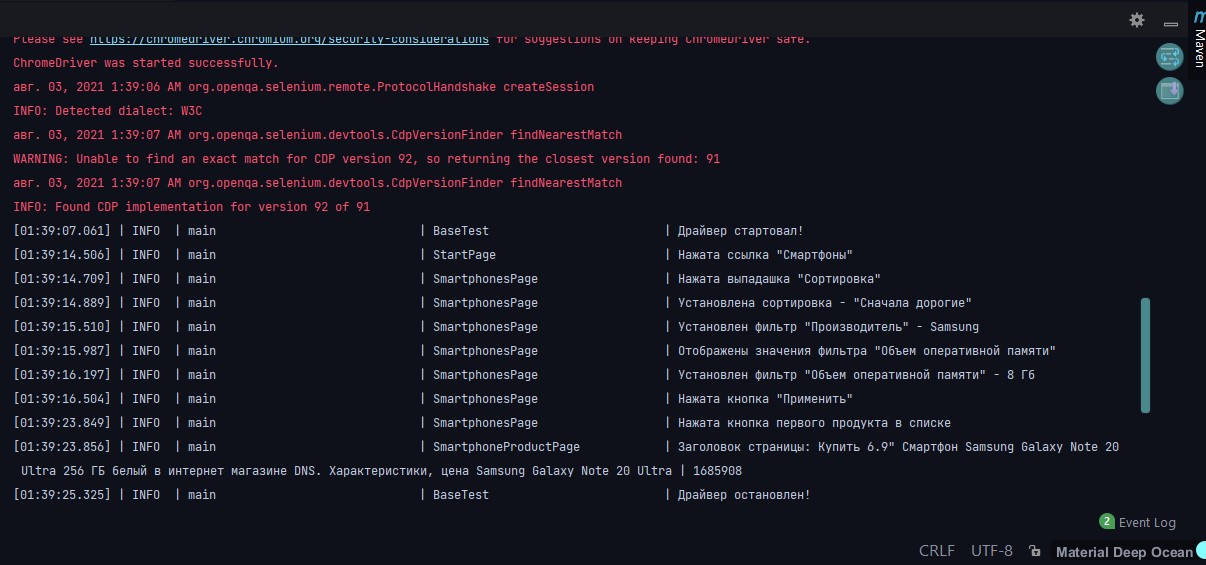 Please see https://chromedriver.chromium.org/security-considerations for suggestions on keeping ChromeDriver safe.
ChromeDriver was started successfully.
авг. 03, 2021 1:39:06 AM org.openqa.selenium.remote.ProtocolHandshake createSession
INFO: Detected dialect: W3C
авг. 03, 2021 1:39:07 AM org.openqa.selenium.devtools.CdpVersionFinder findNearestMatch
WARNING: Unable to find an exact match for CDP version 92, so returning the closest version found: 91
авг. 03, 2021 1:39:07 AM org.openqa.selenium.devtools.CdpVersionFinder findNearestMatch
INFO: Found CDP implementation for version 92 of 91
[01:39:07.061] | INFO | main | BaseTest | Драйвер стартовал!
[01:39:14.506] | INFO | main | StartPage | Нажата ссылка "Смартфоны"
[01:39:14.709] | INFO | main | SmartphonesPage | Нажата выпадашка "Сортировка"
[01:39:14.889] | INFO | main | SmartphonesPage | Установлена сортировка - "Сначала дорогие"
[01:39:15.510] | INFO | main | SmartphonesPage | Установлен фильтр "Производитель" - Samsung
[01:39:15.987] | INFO | main | SmartphonesPage | Отображены значения фильтра "Объем оперативной памяти"
[01:39:16.197] | INFO | main | SmartphonesPage | Установлен фильтр "Объем оперативной памяти" - 8 Гб
[01:39:16.504] | INFO | main | SmartphonesPage | Нажата кнопка "Применить"
[01:39:23.849] | INFO | main | SmartphonesPage | Нажата кнопка первого продукта в списке
[01:39:23.856] | INFO | main | SmartphoneProductPage | Заголовок страницы: Купить 6.9" Смартфон Samsung Galaxy Note 20
Ultra 256 ГБ белый в интернет магазине DNS. Характеристики, цена Samsung Galaxy Note 20 Ultra | 1685908
[01:39:25.325] | INFO | main | BaseTest | Драйвер остановлен!
Maven
2 Event Log
CRLF UTF-8 Material Deep Ocean